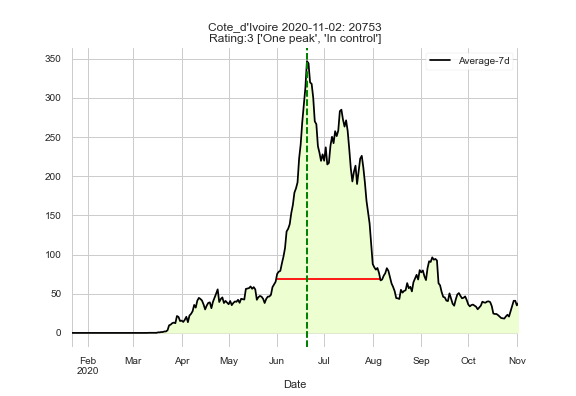 Cote_d'Ivoire 2020-11-02: 20753
Rating:3 ['One peak', 'In control']
Average-7d
350
300
250
200
150
100
50
0
Feb Mar Apr May Jun Jul Aug Sep Oct Nov
2020
Date